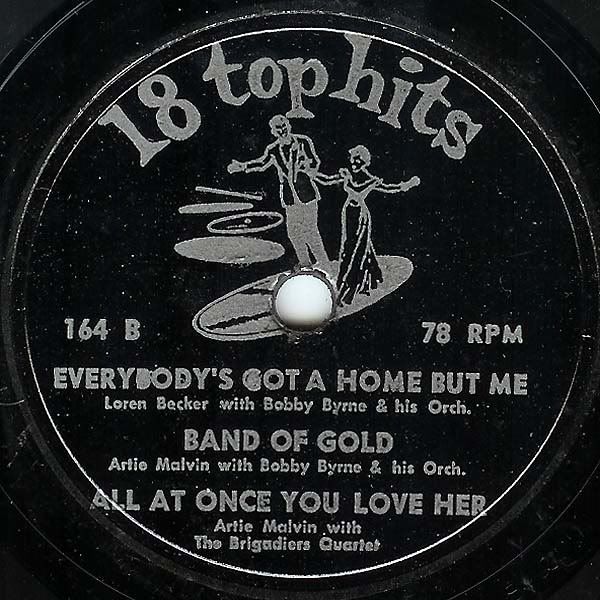 18 top hits
164 B
78 RPM
EVERYBODY'S GOT A HOME BUT ME
Loren Becker with Bobby Byrne & his Orch.
BAND OF GOLD
Artie Malvin with Bobby Byrne & his Orch.
ALL AT ONCE YOU LOVE HER
Artie Malvin with
The Brigadiers Quartet